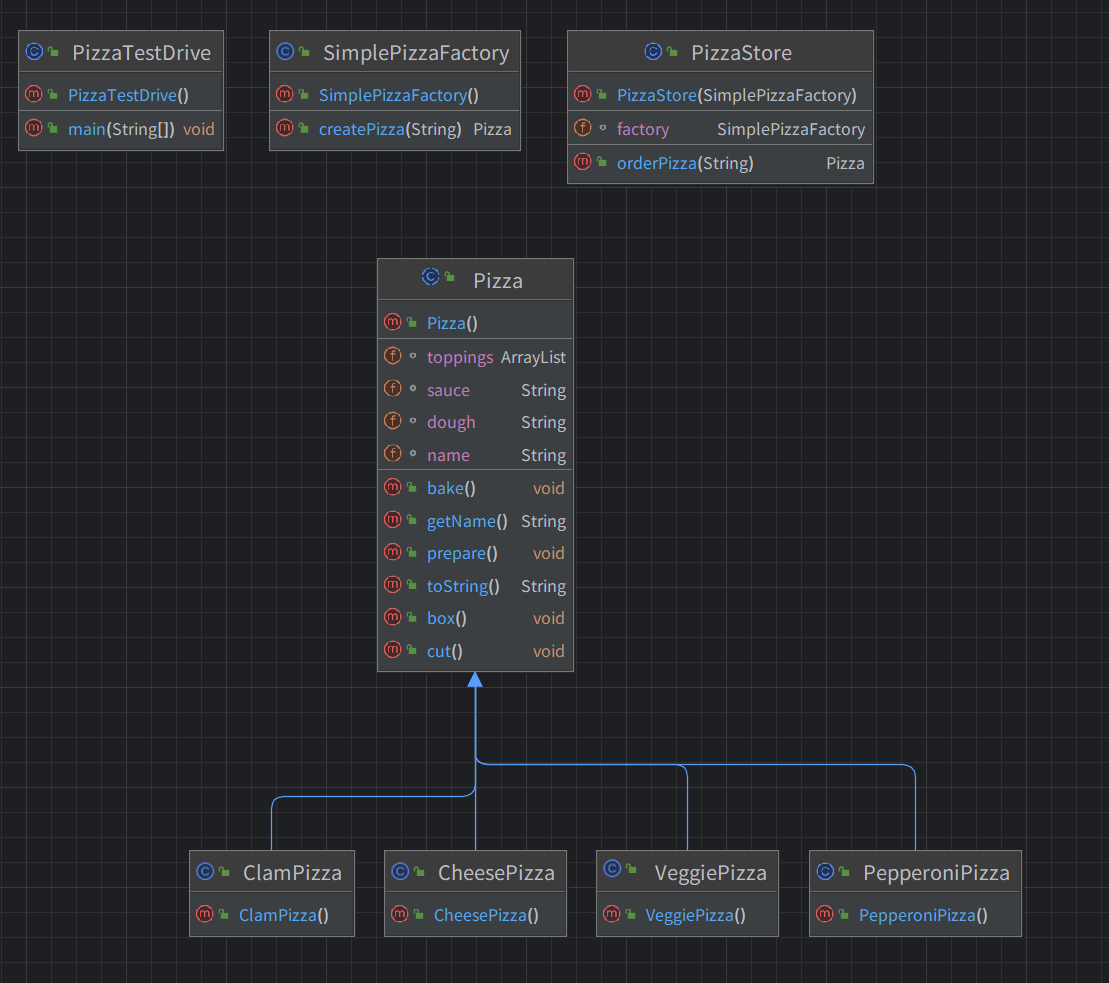 PizzaTestDrive
PizzaTestDrive()
main(String[]) void
SimplePizzaFactory
SimplePizzaFactory()
createPizza(String) Pizza
PizzaStore
PizzaStore(SimplePizzaFactory)
factory SimplePizzaFactory
orderPizza(String) Pizza
Pizza
Pizza()
toppings ArrayList
sauce String
dough String
name String
bake() void
getName() String
prepare() void
toString() String
box() void
cut() void
ClamPizza
ClamPizza()
CheesePizza
CheesePizza()
VeggiePizza
VeggiePizza()
PepperoniPizza
PepperoniPizza()